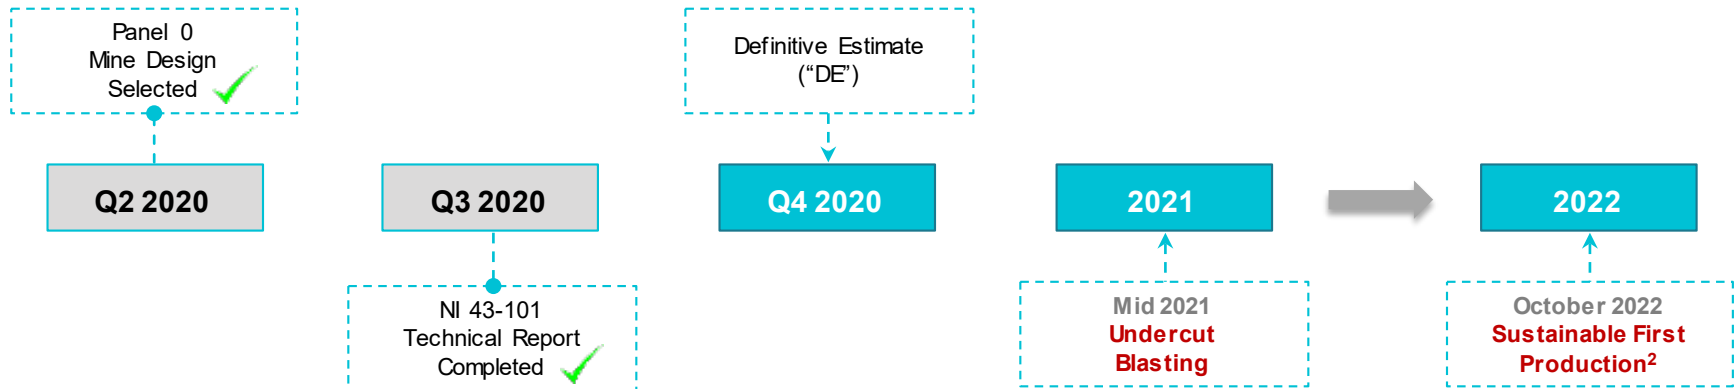 Panel 0
Mine Design
Selected
Definitive Estimate
(“DE”)
Q2 2020
Q3 2020
Q4 2020
2021
2022
NI 43-101
Technical Report
Completed
Mid 2021
Undercut
Blasting
October 2022
Sustainable First
Production²